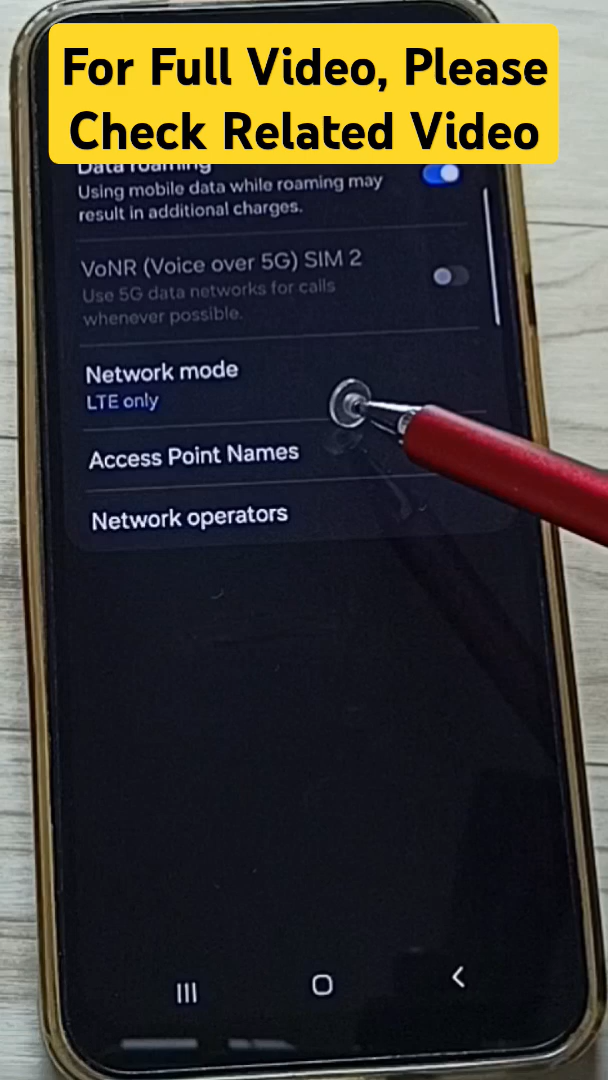 For Full Video, Please
Check Related Video
Data roaming
Using mobile data while roaming may
result in additional charges.
VoNR (Voice over 5G) SIM 2
Use 5G data networks for calls
whenever possible.
Network mode
LTE only
Access Point Names
Network operators